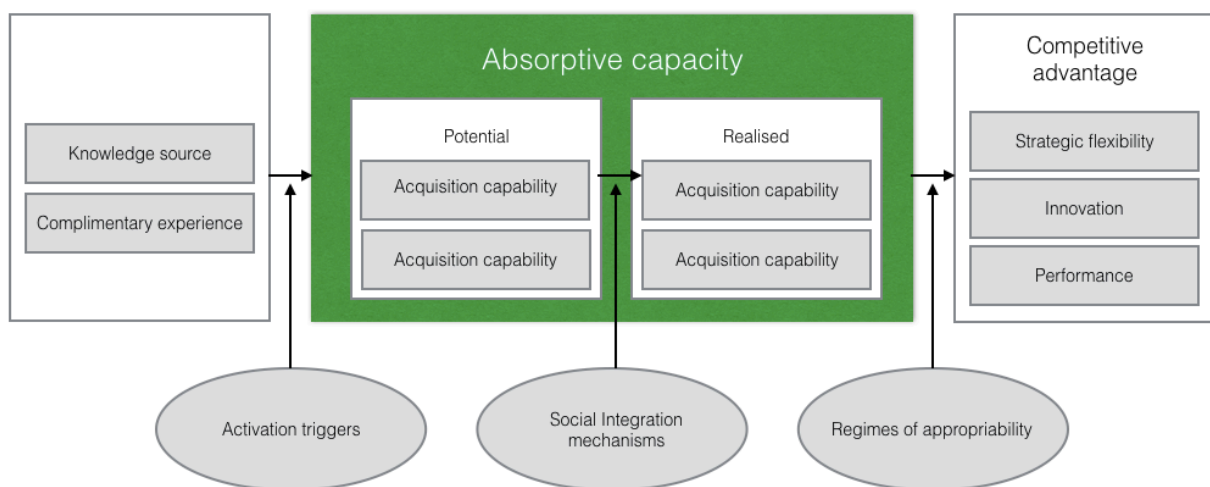 Absorptive capacity
Competitive
advantage
Knowledge source
Complimentary experience
Potential
Acquisition capability
Acquisition capability
Realised
Acquisition capability
Acquisition capability
Strategic flexibility
Innovation
Performance
Activation triggers
Social Integration
mechanisms
Regimes of appropriability